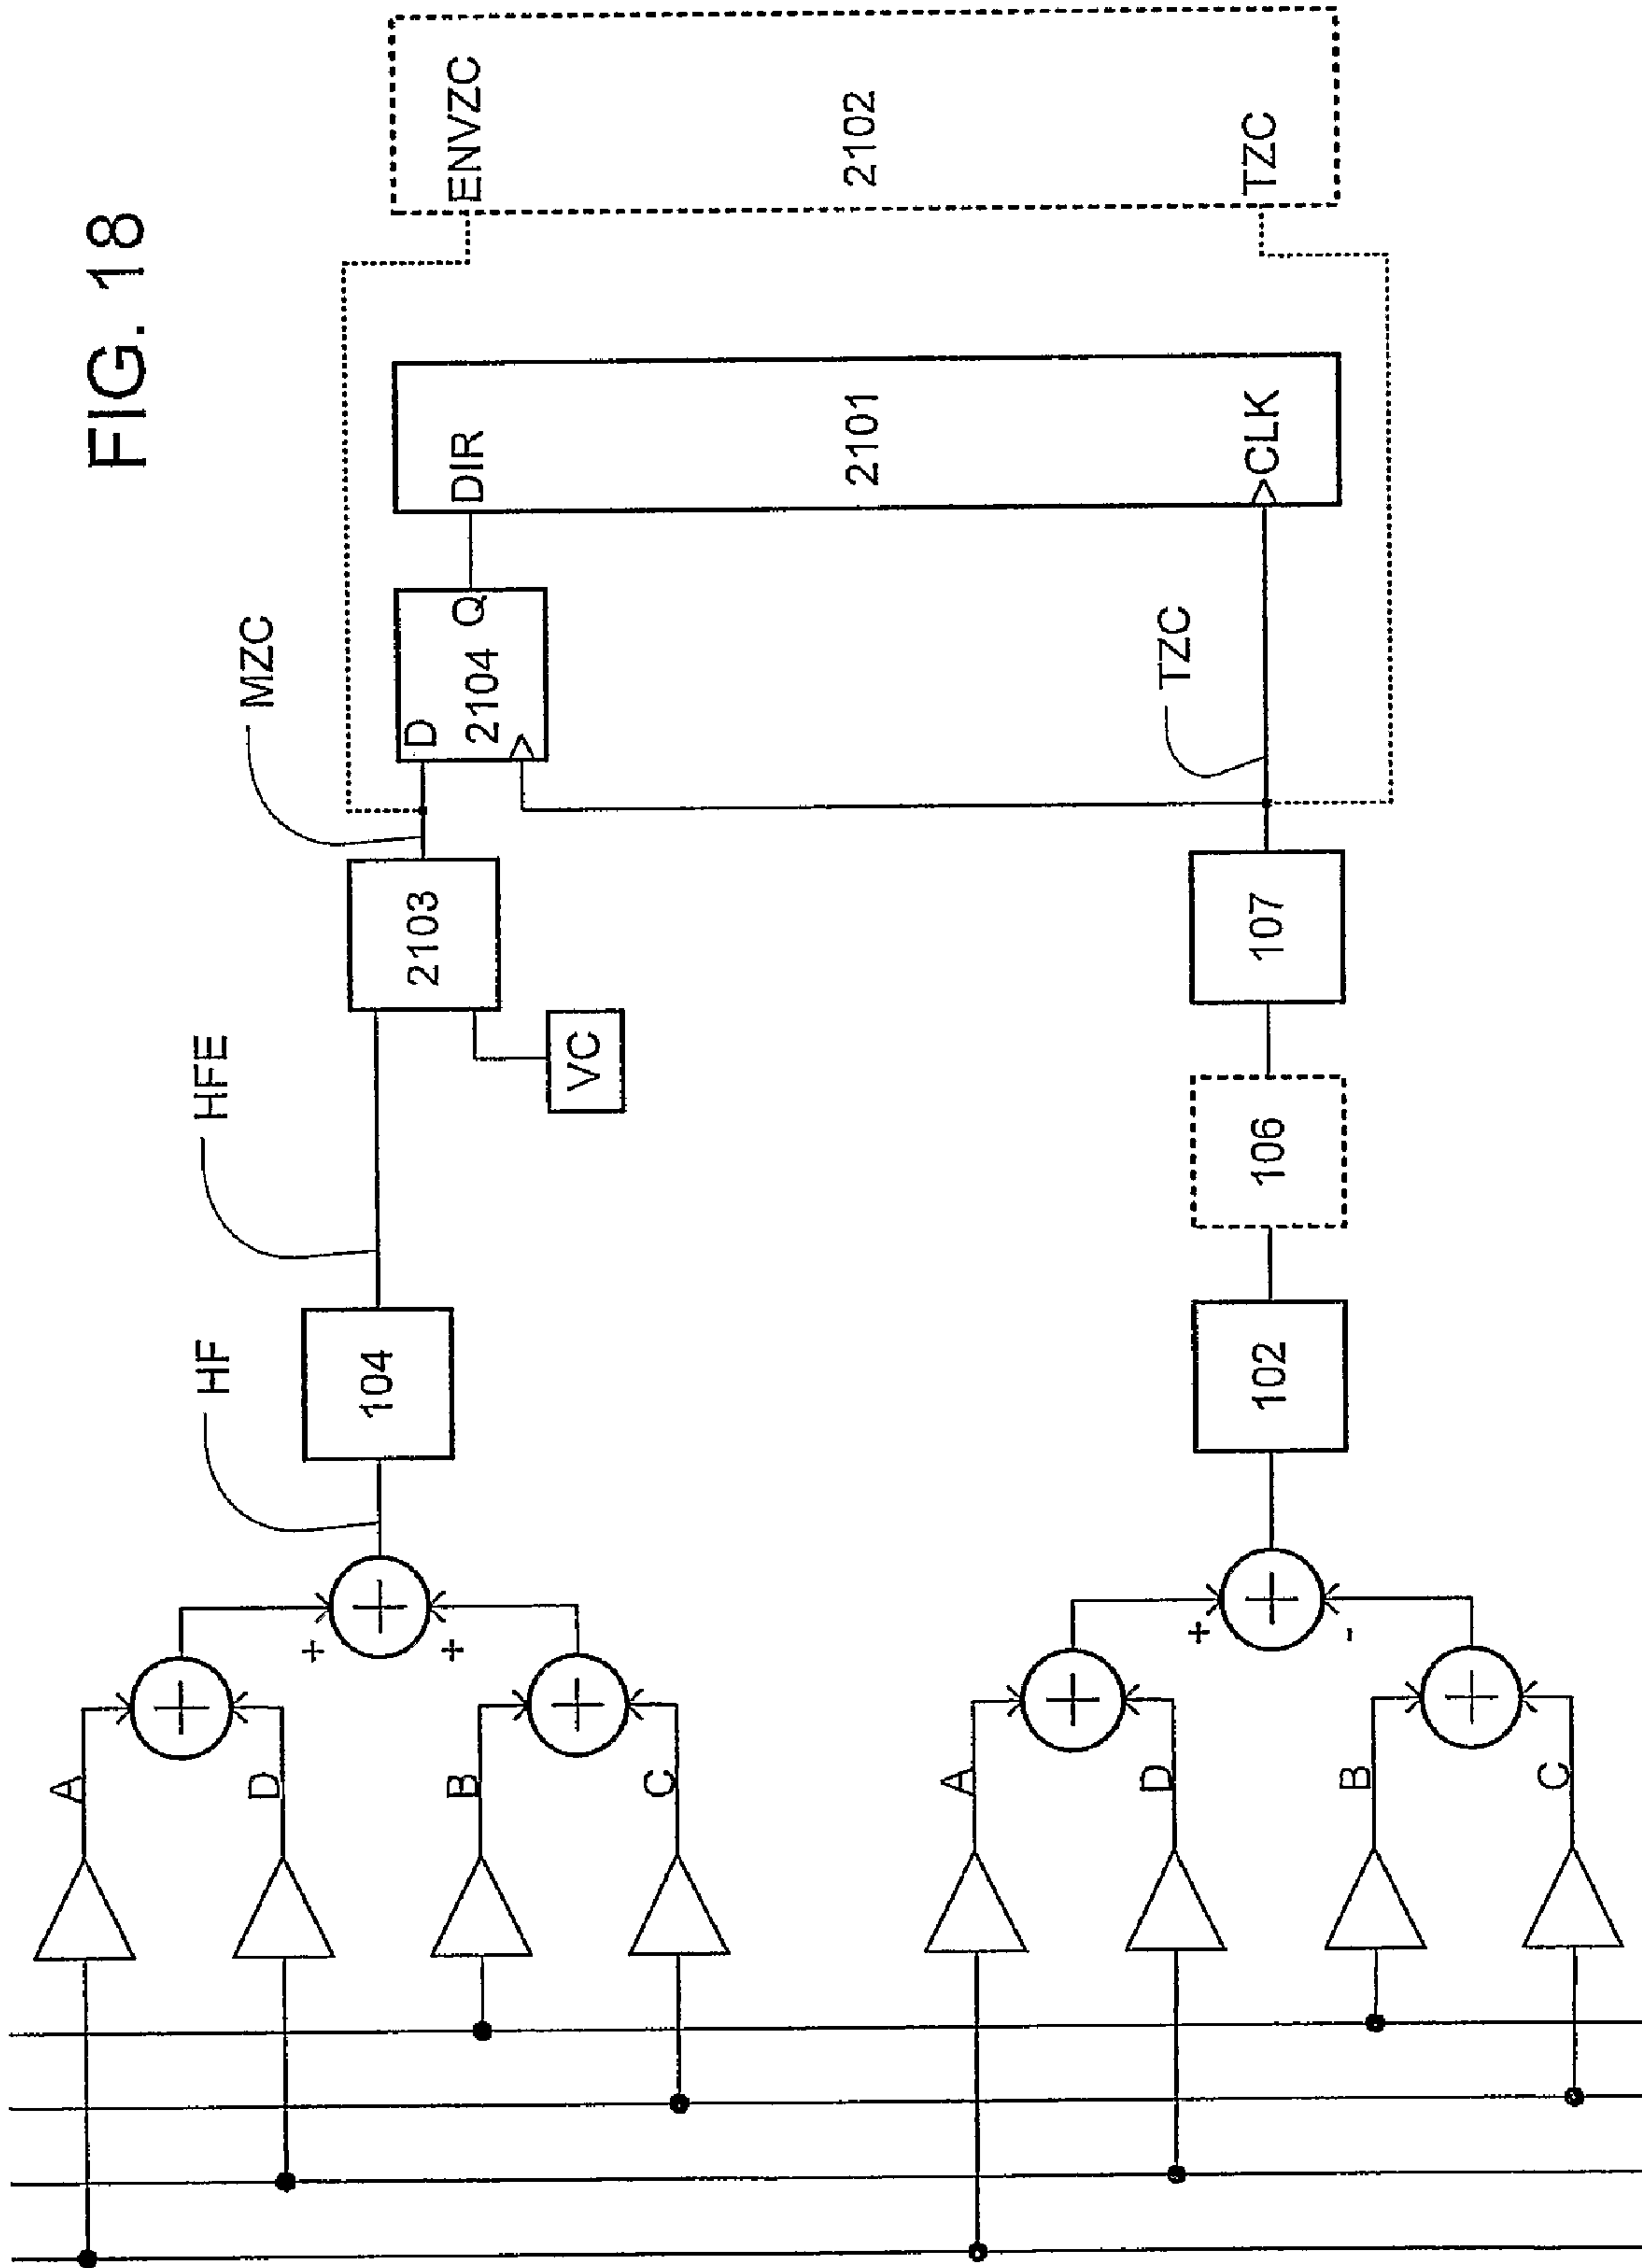 FIG. 18
A
D
B
C
+
+
HF
104
HFE
VC
2103
MZC
D
2104
Q
DIR
2101
CLK
ENVZC
2102
TZC
A
D
B
C
+
-
102
106
107
TZC